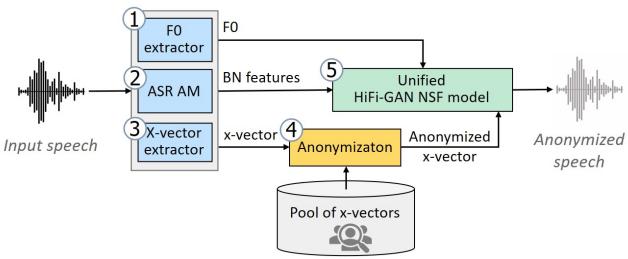 1
F0
extractor
F0
2
ASR AM
BN features
5
Unified
HiFi-GAN NSF model
3
X-vector
extractor
x-vector
4
Anonymizaton
Anonymized
x-vector
Input speech
Anonymized
speech
Pool of x-vectors